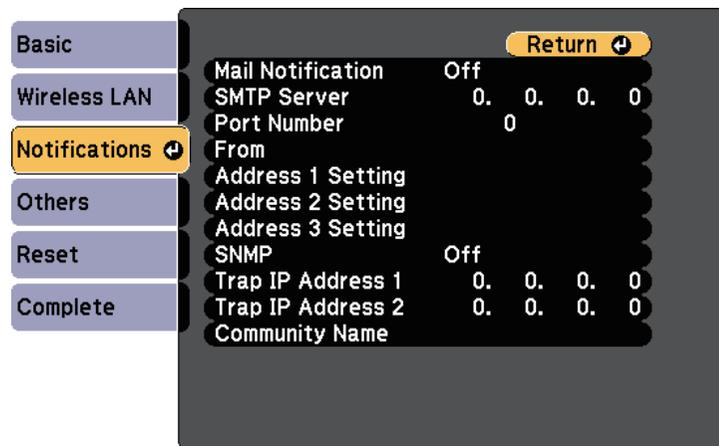 Basic
Wireless LAN
Notifications
Others
Reset
Complete
Return
Mail Notification Off
SMTP Server 0. 0. 0. 0
Port Number 0
From
Address 1 Setting
Address 2 Setting
Address 3 Setting
SNMP Off
Trap IP Address 1 0. 0. 0. 0
Trap IP Address 2 0. 0. 0. 0
Community Name